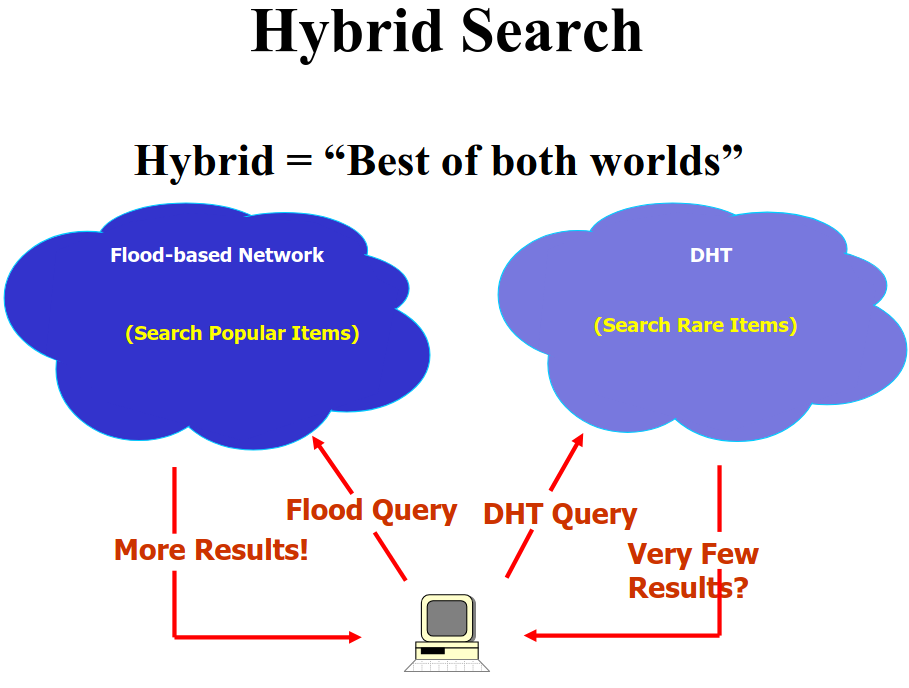 Hybrid Search
Hybrid = “Best of both worlds”
Flood-based Network
(Search Popular Items)
DHT
(Search Rare Items)
Flood Query
DHT Query
More Results!
Very Few
Results?